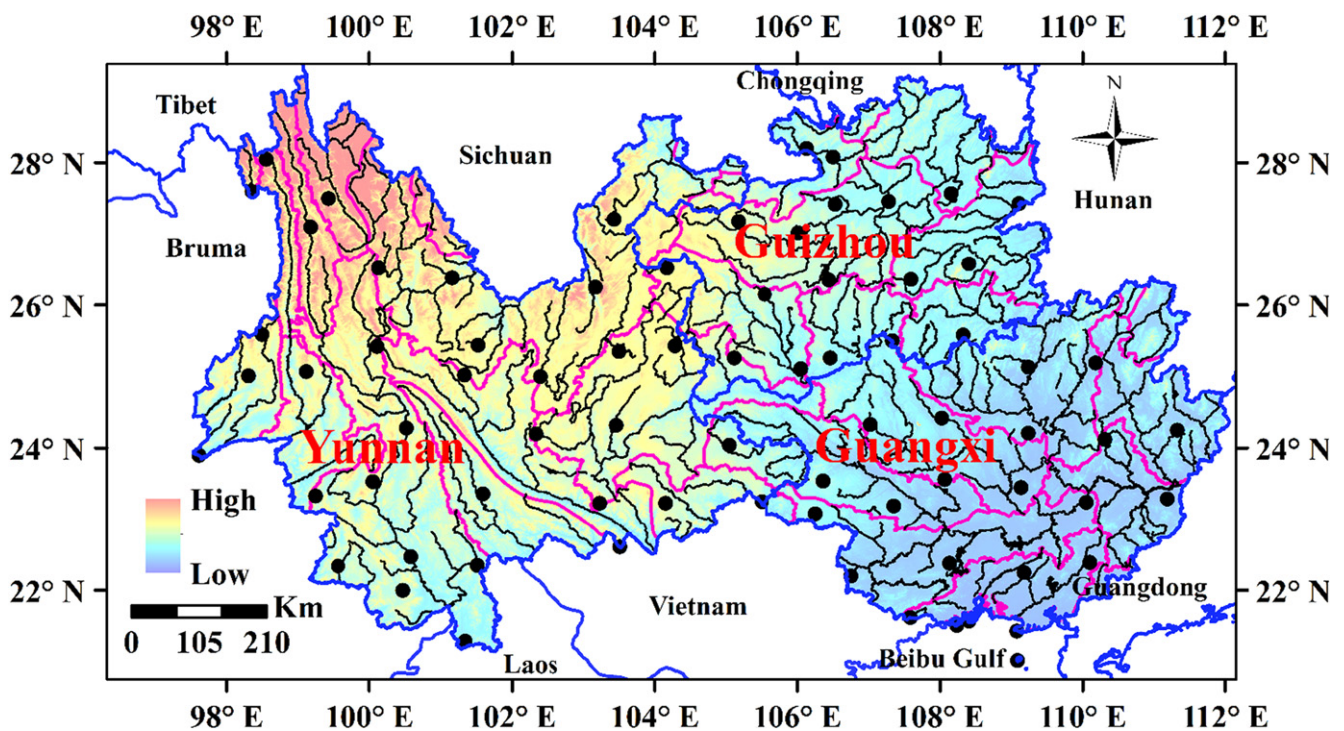 98° E 100° E 102° E 104° E 106° E 108° E 110° E 112° E
Chongqing
N
Tibet
28° N
Sichuan
28° N
Hunan
Bruma
Guizhou
26° N
26° N
24° N
Yunnan
Guangxi
24° N
High
Low
22° N
Guangdong
22° N
Km
Vietnam
0 105 210
Laos
Beibu Gulf
98° E 100° E 102° E 104° E 106° E 108° E 110° E 112° E